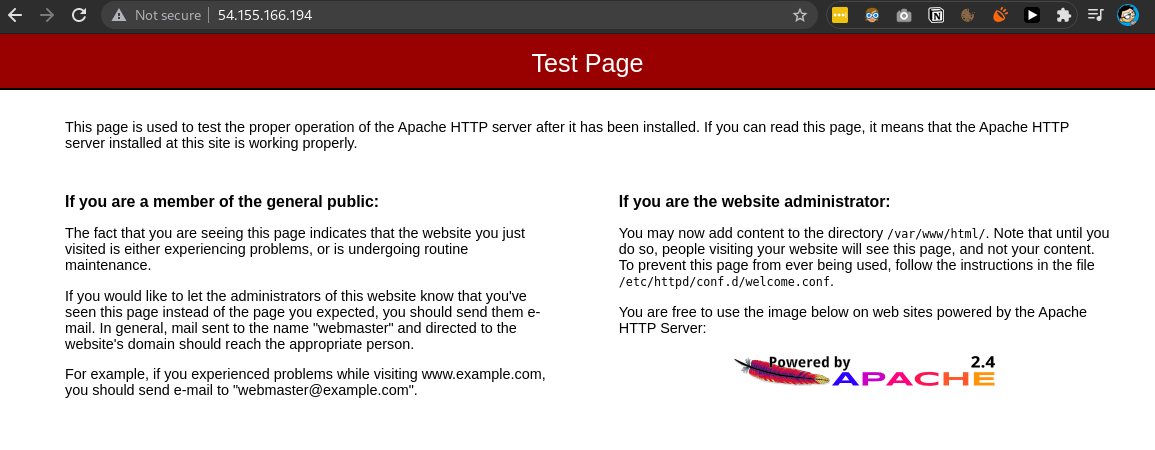 Not secure 54.155.166.194
Test Page
This page is used to test the proper operation of the Apache HTTP server after it has been installed. If you can read this page, it means that the Apache HTTP
server installed at this site is working properly.
If you are a member of the general public:
The fact that you are seeing this page indicates that the website you just
visited is either experiencing problems, or is undergoing routine
maintenance.
If you would like to let the administrators of this website know that you've
seen this page instead of the page you expected, you should send them e-
mail. In general, mail sent to the name "webmaster" and directed to the
website's domain should reach the appropriate person.
For example, if you experienced problems while visiting www.example.com,
you should send e-mail to "webmaster@example.com".
If you are the website administrator:
You may now add content to the directory /var/www/html/. Note that until you
do so, people visiting your website will see this page, and not your content.
To prevent this page from ever being used, follow the instructions in the file
/etc/httpd/conf.d/welcome.conf.
You are free to use the image below on web sites powered by the Apache
HTTP Server:
Powered by 2.4
APACHE